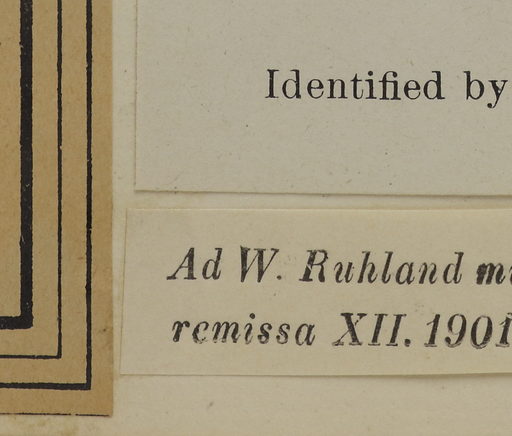 Identified by
Ad W. Ruhland
remissa XII. 1901